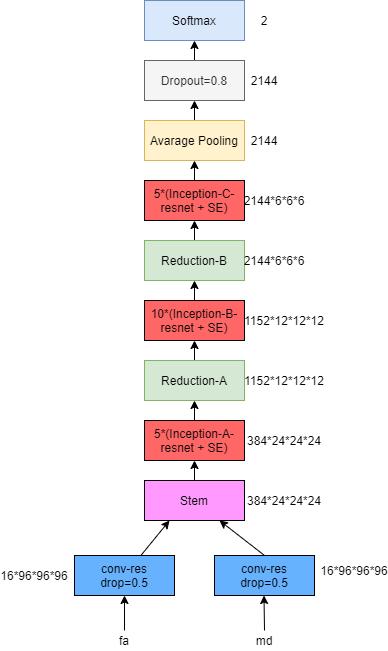 Softmax
2
Dropout=0.8
2144
Avarage Pooling
2144
5*(Inception-C-
resnet + SE)
2144*6*6*6
Reduction-B
2144*6*6*6
10*(Inception-B-
resnet + SE)
1152*12*12*12
Reduction-A
1152*12*12*12
5*(Inception-A-
resnet + SE)
384*24*24*24
Stem
384*24*24*24
16*96*96*96
conv-res
drop=0.5
conv-res
drop=0.5
16*96*96*96
fa
md